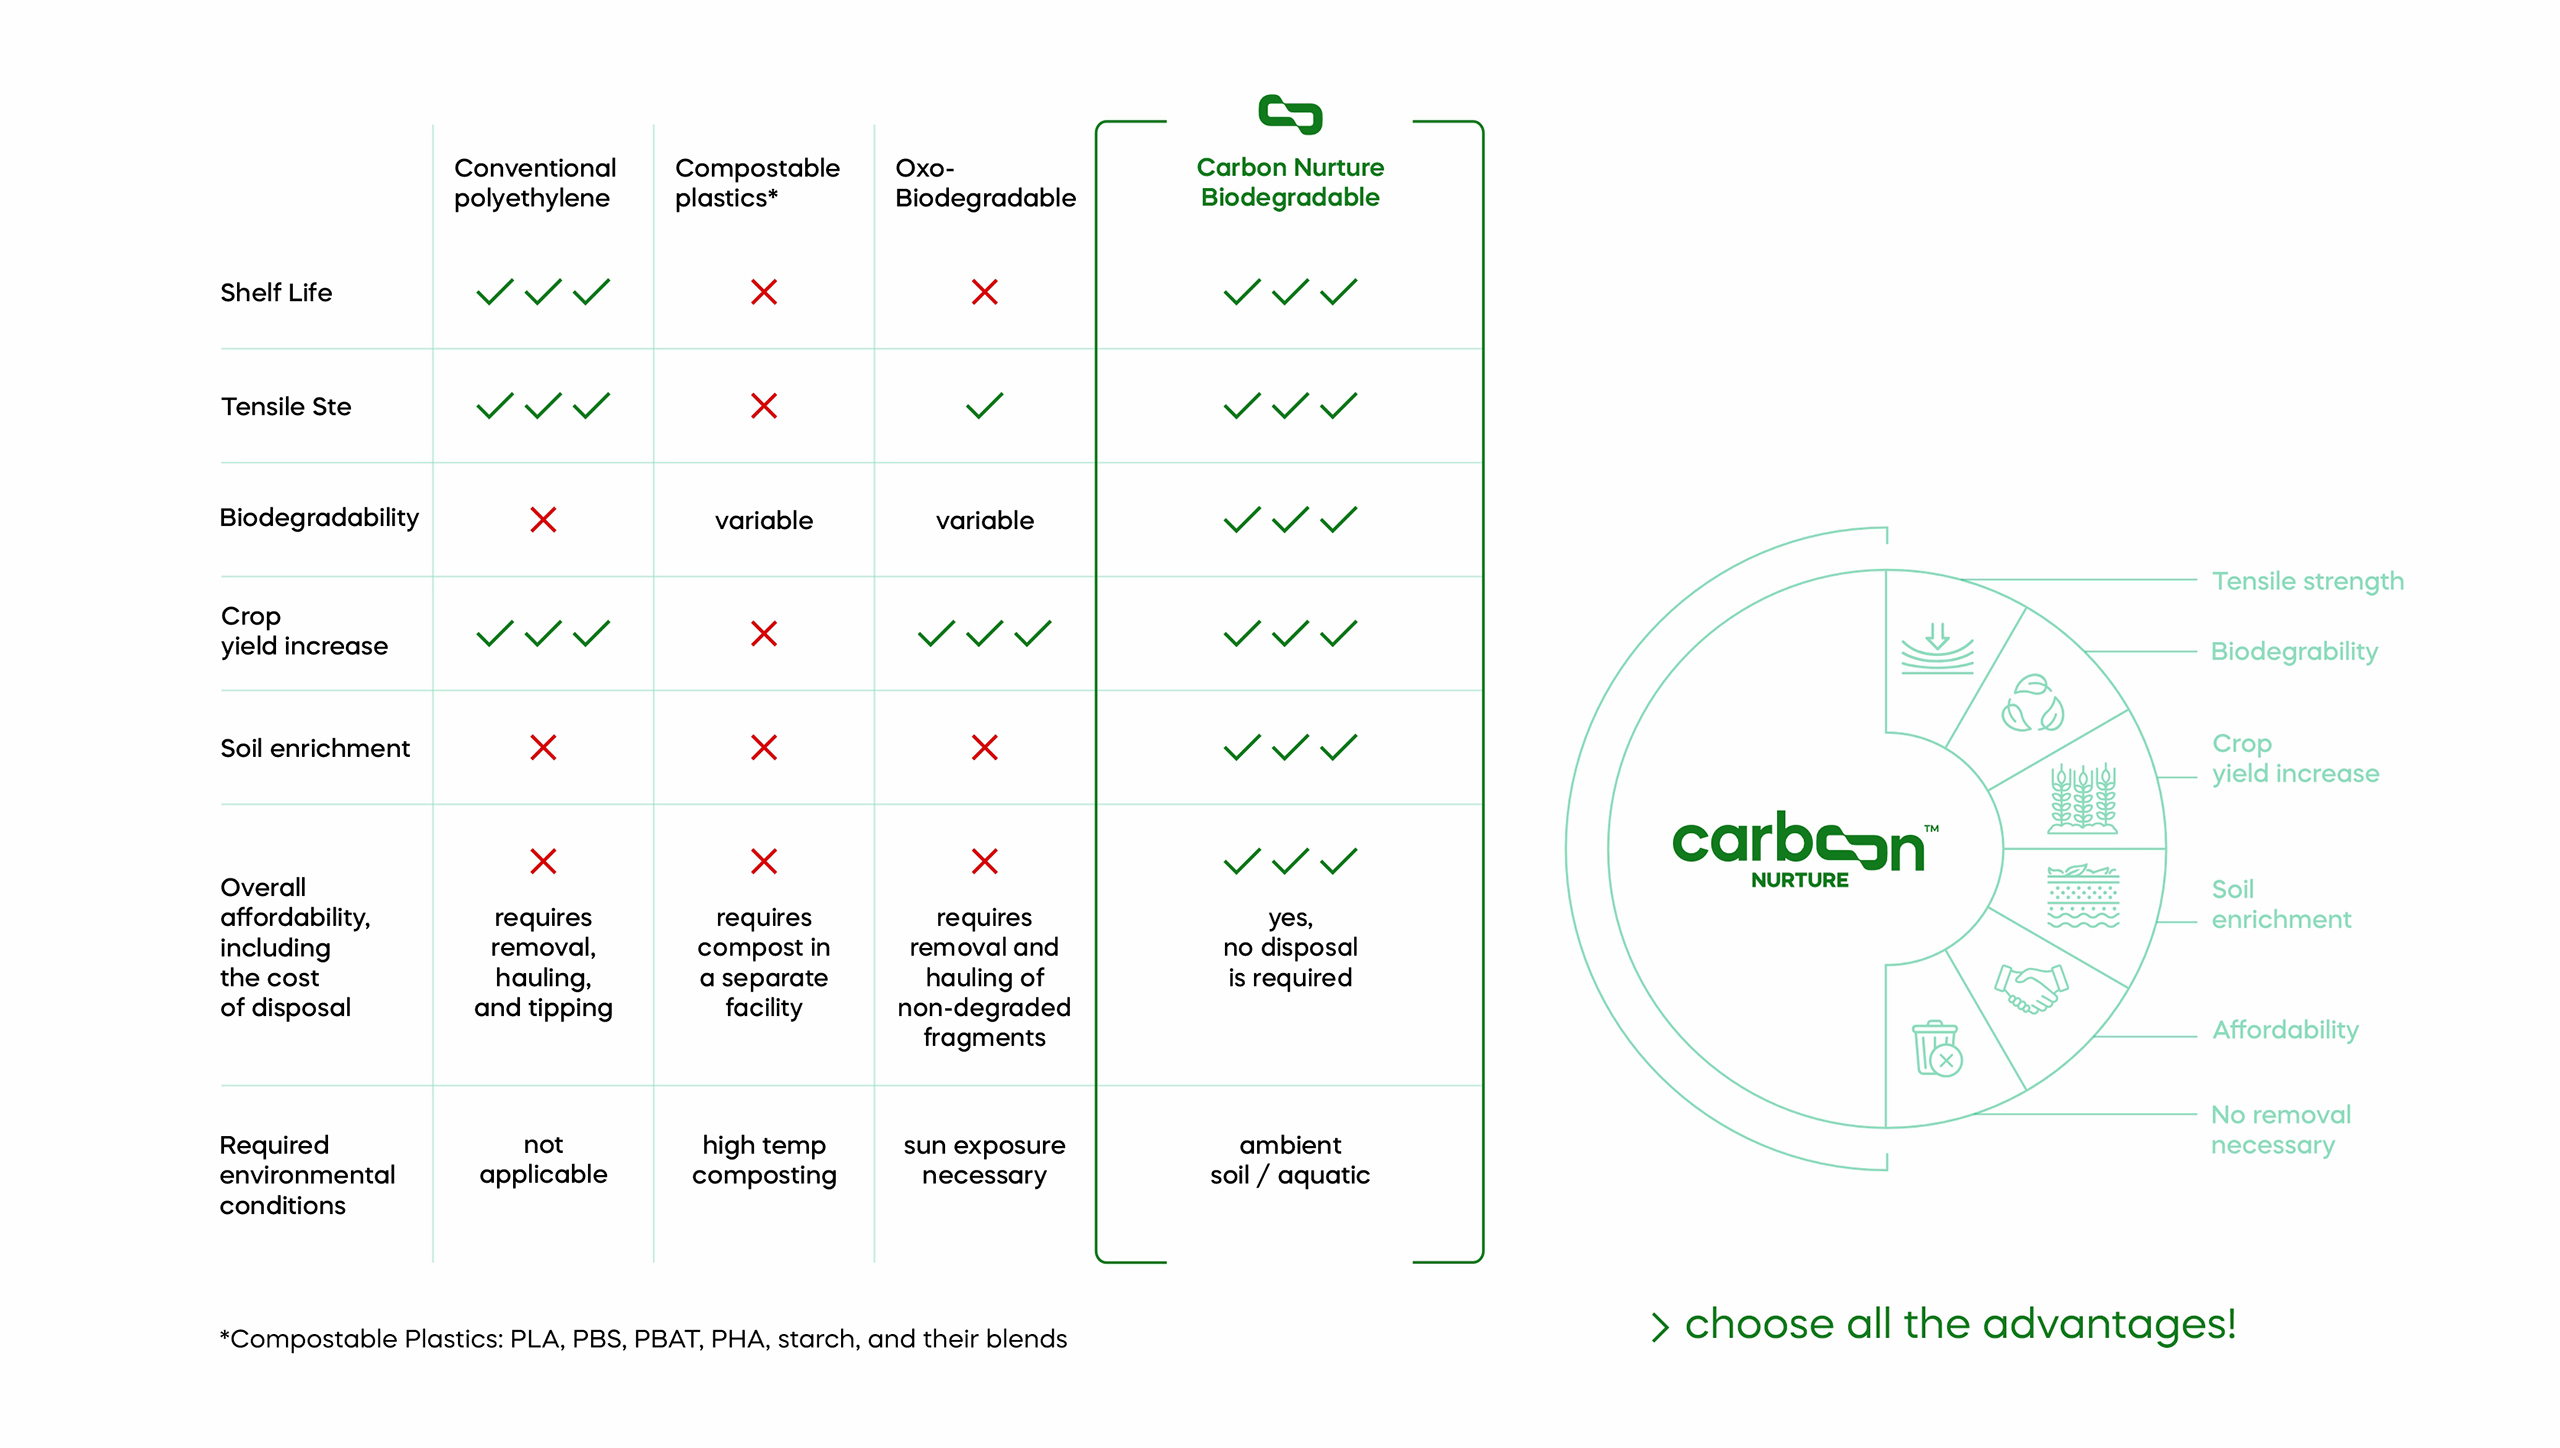 Conventional
polyethylene
Compostable
plastics*
Oxo-
Biodegradable
Carbon Nurture
Biodegradable
Shelf Life
Tensile Ste
Biodegradability
variable
variable
Crop
yield increase
Soil enrichment
Overall
affordability,
including
the cost
of disposal
requires
removal,
hauling,
and tipping
requires
compost in
a separate
facility
requires
removal and
hauling of
non-degraded
fragments
yes,
no disposal
is required
Required
environmental
conditions
not
applicable
high temp
composting
sun exposure
necessary
ambient
soil / aquatic
*Compostable Plastics: PLA, PBS, PBAT, PHA, starch, and their blends
carbon™
NURTURE
Tensile strength
Biodegrability
Crop
yield increase
Soil
enrichment
Affordability
No removal
necessary
> choose all the advantages!